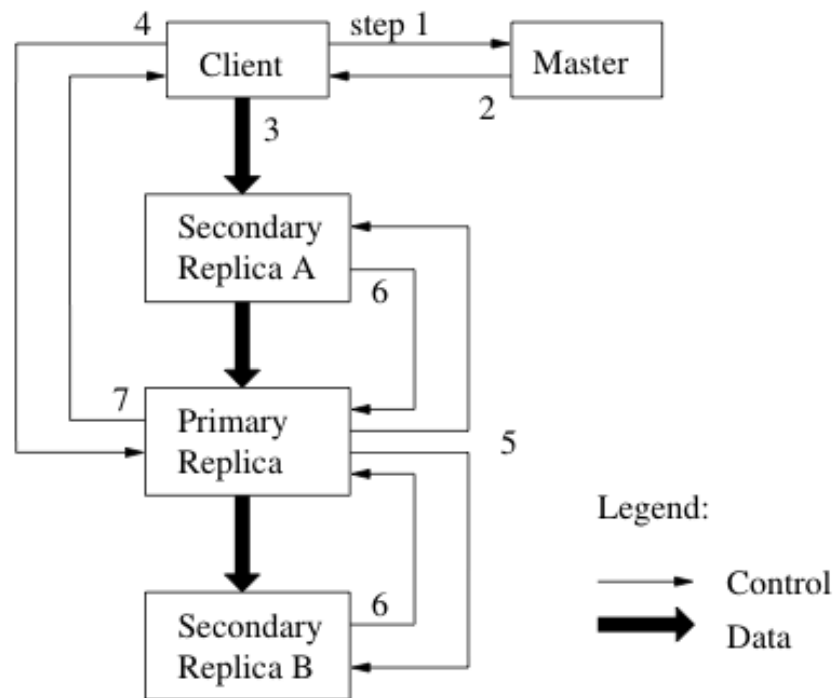 4
step 1
Client
Master
2
3
Secondary
Replica A
6
7
Primary
Replica
5
Legend:
Control
6
Secondary
Replica B
Data